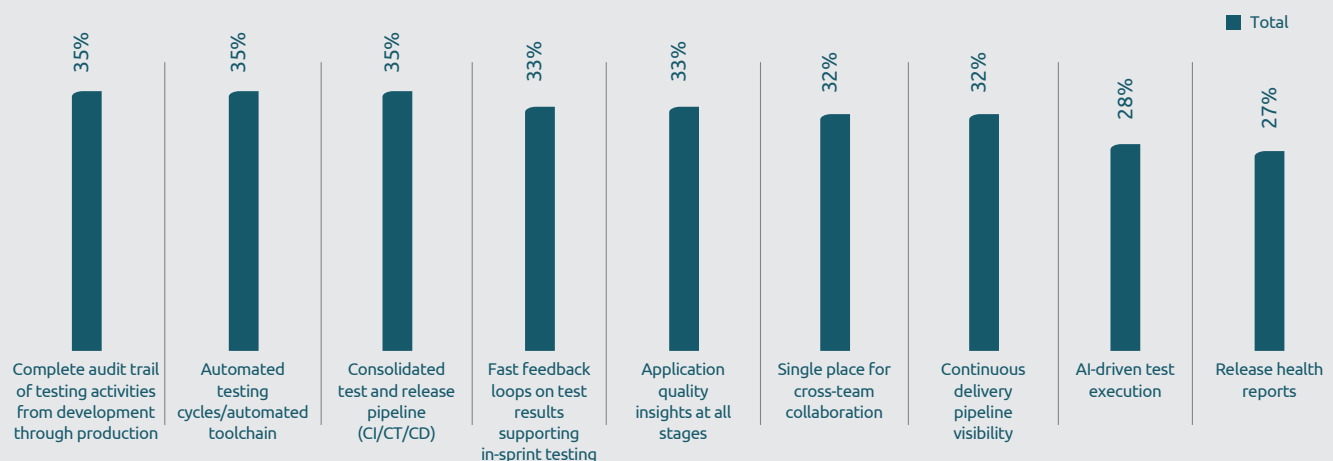 Total
35%
35%
35%
33%
33%
32%
32%
28%
27%
Complete audit trail
of testing activities
from development
through production
Automated
testing
cycles/automated
toolchain
Consolidated
test and release
pipeline
(CI/CT/CD)
Fast feedback
loops on test
results
supporting
in-sprint testing
Application
quality
insights at all
stages
Single place for
cross-team
collaboration
Continuous
delivery
pipeline
visibility
AI-driven test
execution
Release health
reports